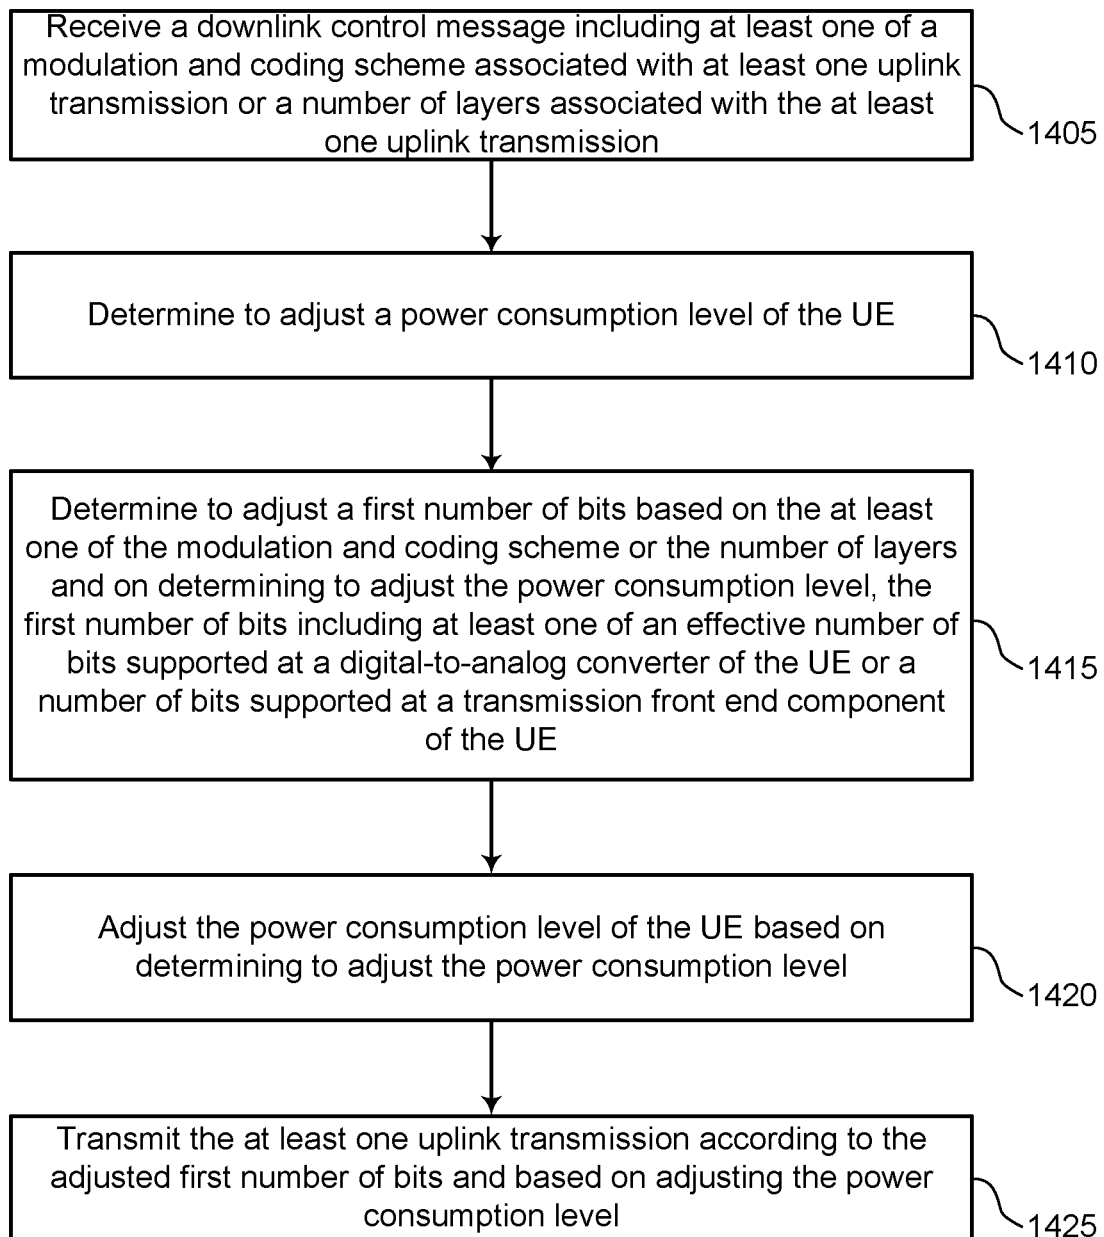 Receive a downlink control message including at least one of a
modulation and coding scheme associated with at least one uplink
transmission or a number of layers associated with the at least
one uplink transmission
1405
Determine to adjust a power consumption level of the UE
1410
Determine to adjust a first number of bits based on the at least
one of the modulation and coding scheme or the number of layers
and on determining to adjust the power consumption level, the
first number of bits including at least one of an effective number of
bits supported at a digital-to-analog converter of the UE or a
number of bits supported at a transmission front end component
of the UE
1415
Adjust the power consumption level of the UE based on
determining to adjust the power consumption level
1420
Transmit the at least one uplink transmission according to the
adjusted first number of bits and based on adjusting the power
consumption level
1425